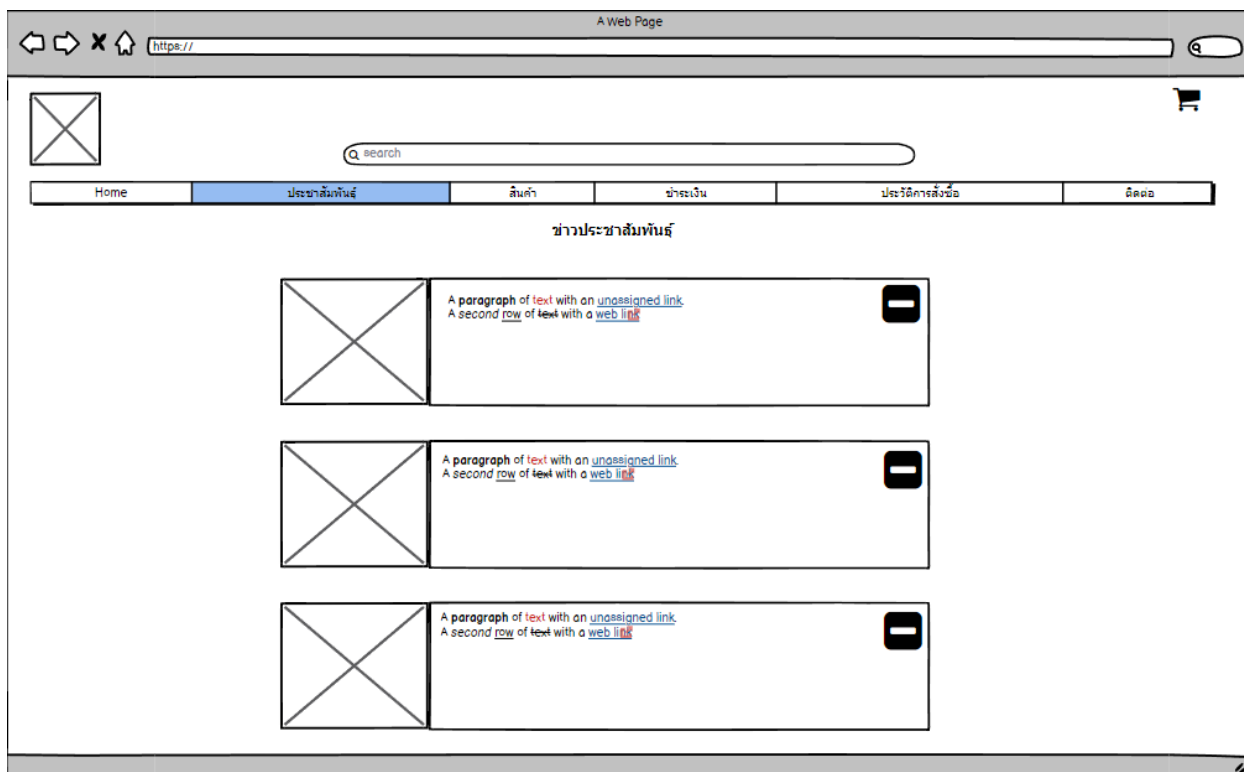 A Web Page
https://
search
Home ประชาสัมพันธุ์ สินค้า ชำระเงิน ประวัติการสั่งซื้อ ติดต่อ
ข่าวประชาสัมพันธุ์
A paragraph of text with an unassigned link.
A second row of text with a web link
A paragraph of text with an unassigned link.
A second row of text with a web link
A paragraph of text with an unassigned link.
A second row of text with a web link